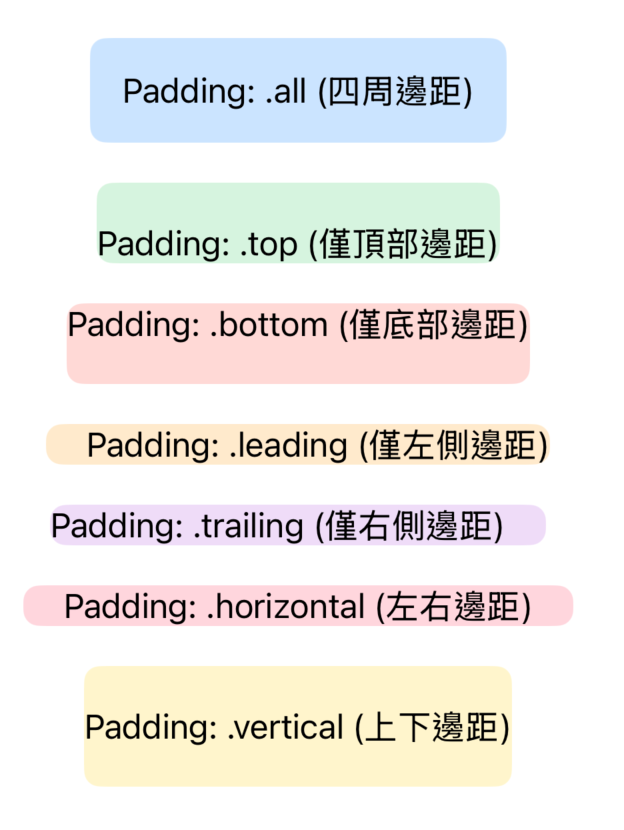 Padding: .all (四周邊距)
Padding: .top (僅頂部邊距)
Padding: .bottom (僅底部邊距)
Padding: .leading (僅左側邊距)
Padding: .trailing (僅右側邊距)
Padding: .horizontal (左右邊距)
Padding: .vertical (上下邊距)